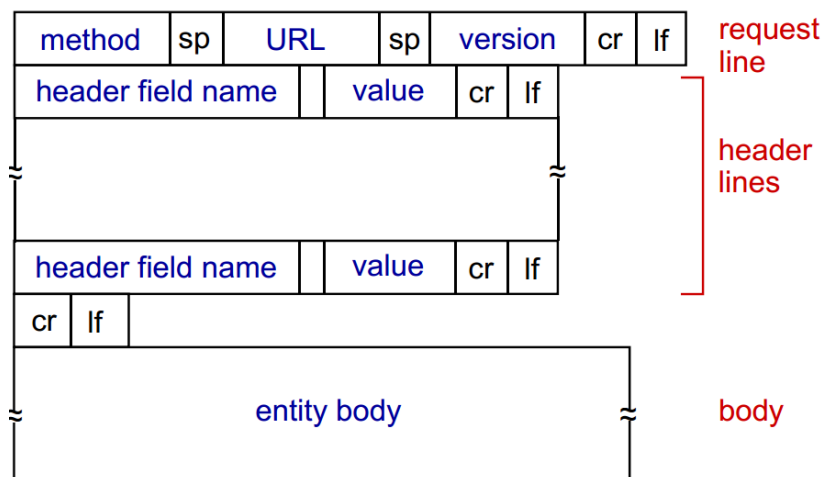 method sp URL sp version cr lf request
line
header field name value cr lf
header
lines
header field name value cr lf
cr lf
entity body body